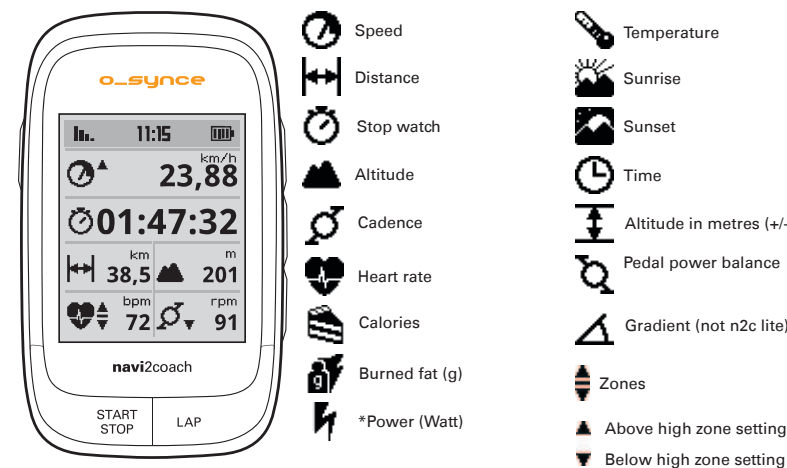 o_synce
11:15
km/h
23,88
01:47:32
km
38,5
m
201
bpm
72
rpm
91
navi2coach
START
STOP
LAP
Speed
Distance
Stop watch
Altitude
Cadence
Heart rate
Calories
g
Burned fat (g)
*Power (Watt)
Temperature
Sunrise
Sunset
Time
Altitude in metres (+/-
Pedal power balance
Gradient (not n2c lite)
Zones
Above high zone setting
Below high zone setting